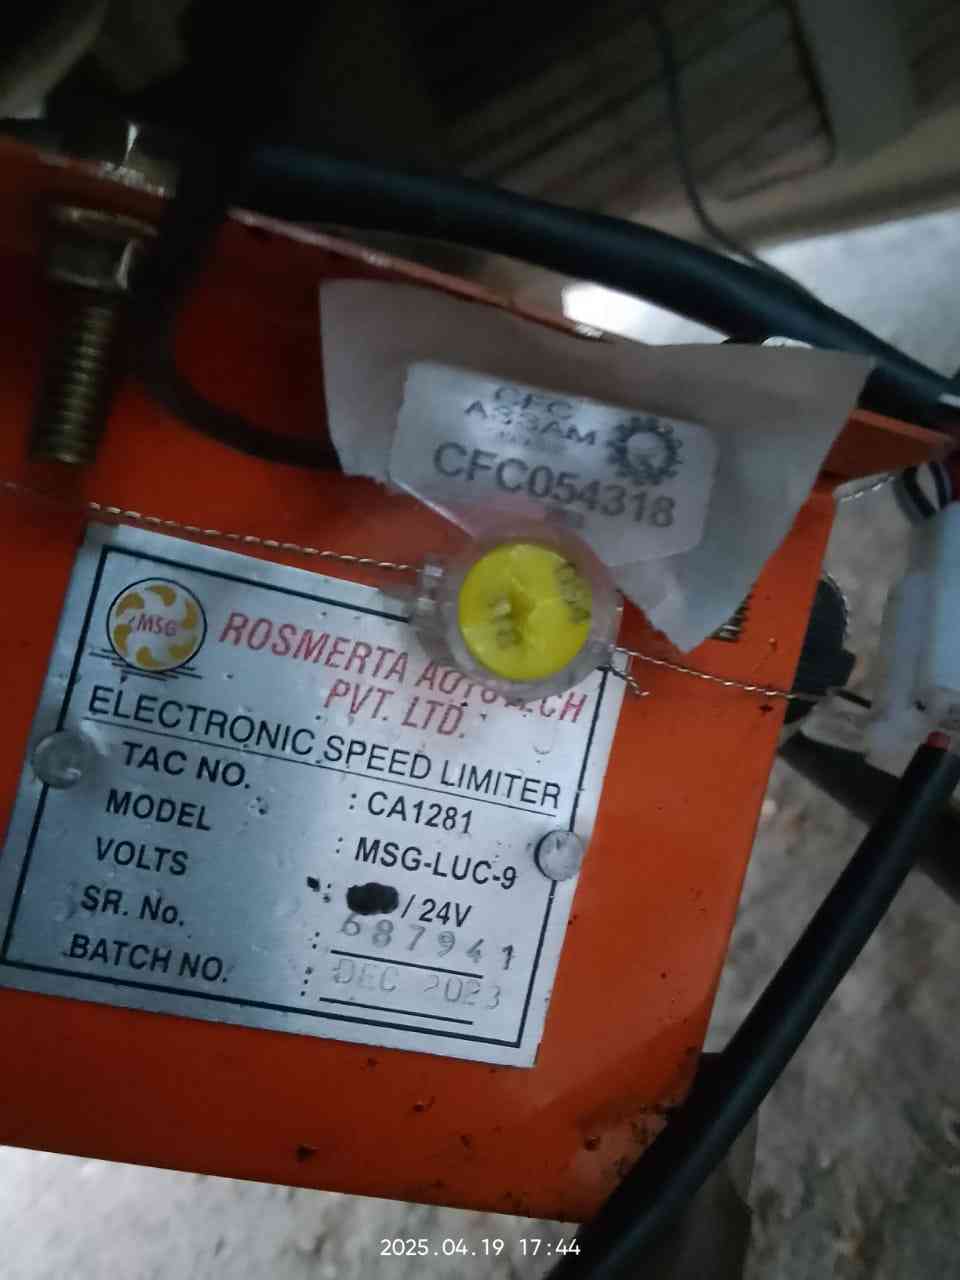 CFC
ASSAM
CFC054318
MSG
ROSMERTA AUTOTECH
PVT. LTD.
ELECTRONIC SPEED LIMITER
TAC NO. : CA1281
MODEL : MSG-LUC-9
VOLTS : / 24V
SR. No. : 687941
BATCH NO. : DEC 2023
2025.04.19 17:44